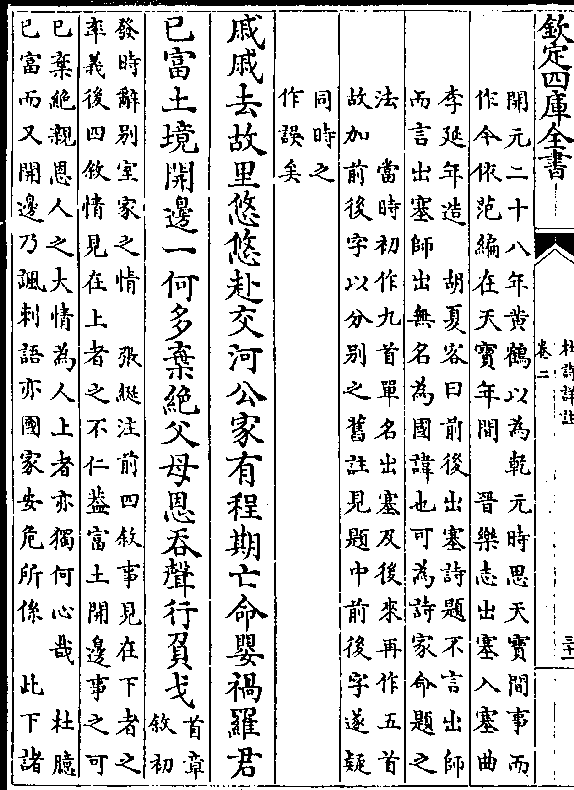 欽定四庫全書
杜詩詳註
卷二
開元二十八年黃鶴以為乾元時思天寶間事而
作今依范編在天寶年間　晉樂志出塞入塞曲
李延年造　胡夏客曰前後出塞詩題不言出師
而言出塞師出無名為國諱也可為詩家命題之
法　當時初作九首單名出塞及後來再作五首
故加前後字以分別之舊註見題中前後字遂疑
同時之
作誤矣
戚戚去故里悠悠赴交河公家有程期亡命嬰禍羅君
已富土境開邊一何多棄絕父母恩吞聲行負戈
首章
敘初
發時辭別室家之情　張綖注前四敘事見在下者之
率義後四敘情見在上者之不仁蓋富土開邊事之可
已棄絕親恩人之大情為人上者亦獨何心哉　杜臆
已富而又開邊乃諷刺語亦國家安危所係　此下諸